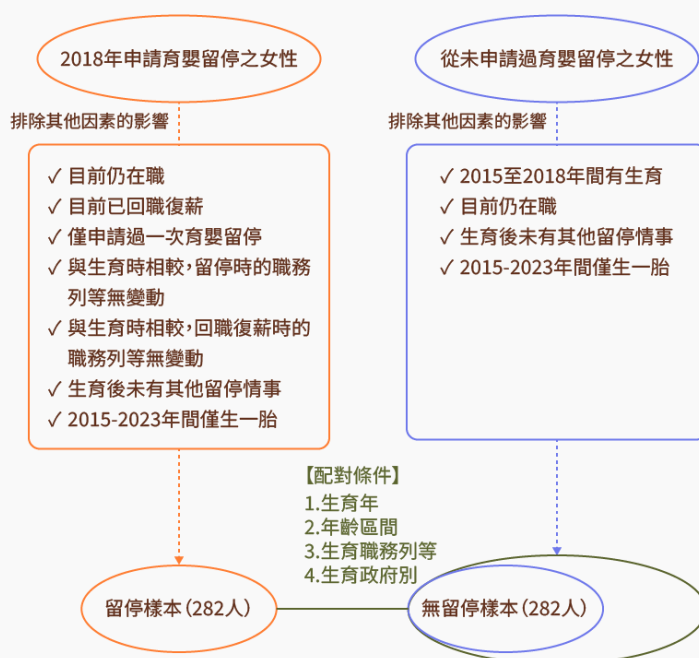 2018年申請育嬰留停之女性
從未申請過育嬰留停之女性
排除其他因素的影響
排除其他因素的影響
✓ 目前仍在職
✓ 目前已回職復薪
✓ 僅申請過一次育嬰留停
✓ 與生育時相較，留停時的職務
列等無變動
✓ 與生育時相較，回職復薪時的
職務列等無變動
✓ 生育後未有其他留停情事
✓ 2015-2023年間僅生一胎
✓ 2015至2018年間有生育
✓ 目前仍在職
✓ 生育後未有其他留停情事
✓ 2015-2023年間僅生一胎
【配對條件】
1.生育年
2.年齡區間
3.生育職務列等
4.生育政府別
留停樣本（282人）
無留停樣本（282人）